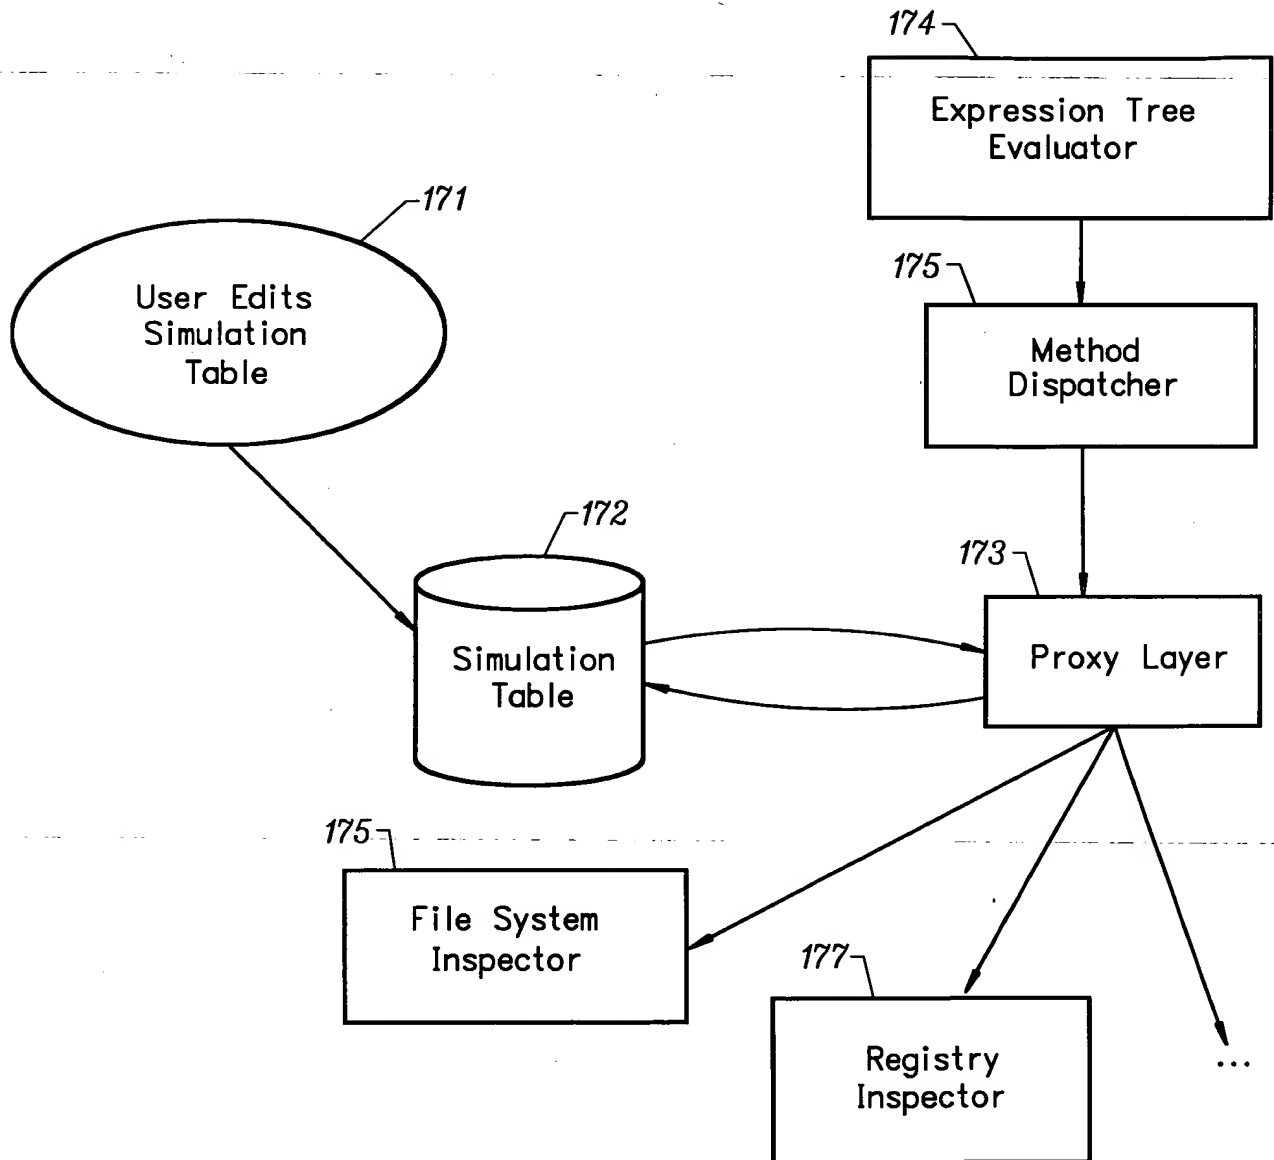 174
Expression Tree
Evaluator
171
User Edits
Simulation
Table
175
Method
Dispatcher
172
Simulation
Table
173
Proxy Layer
175
File System
Inspector
177
Registry
Inspector
...